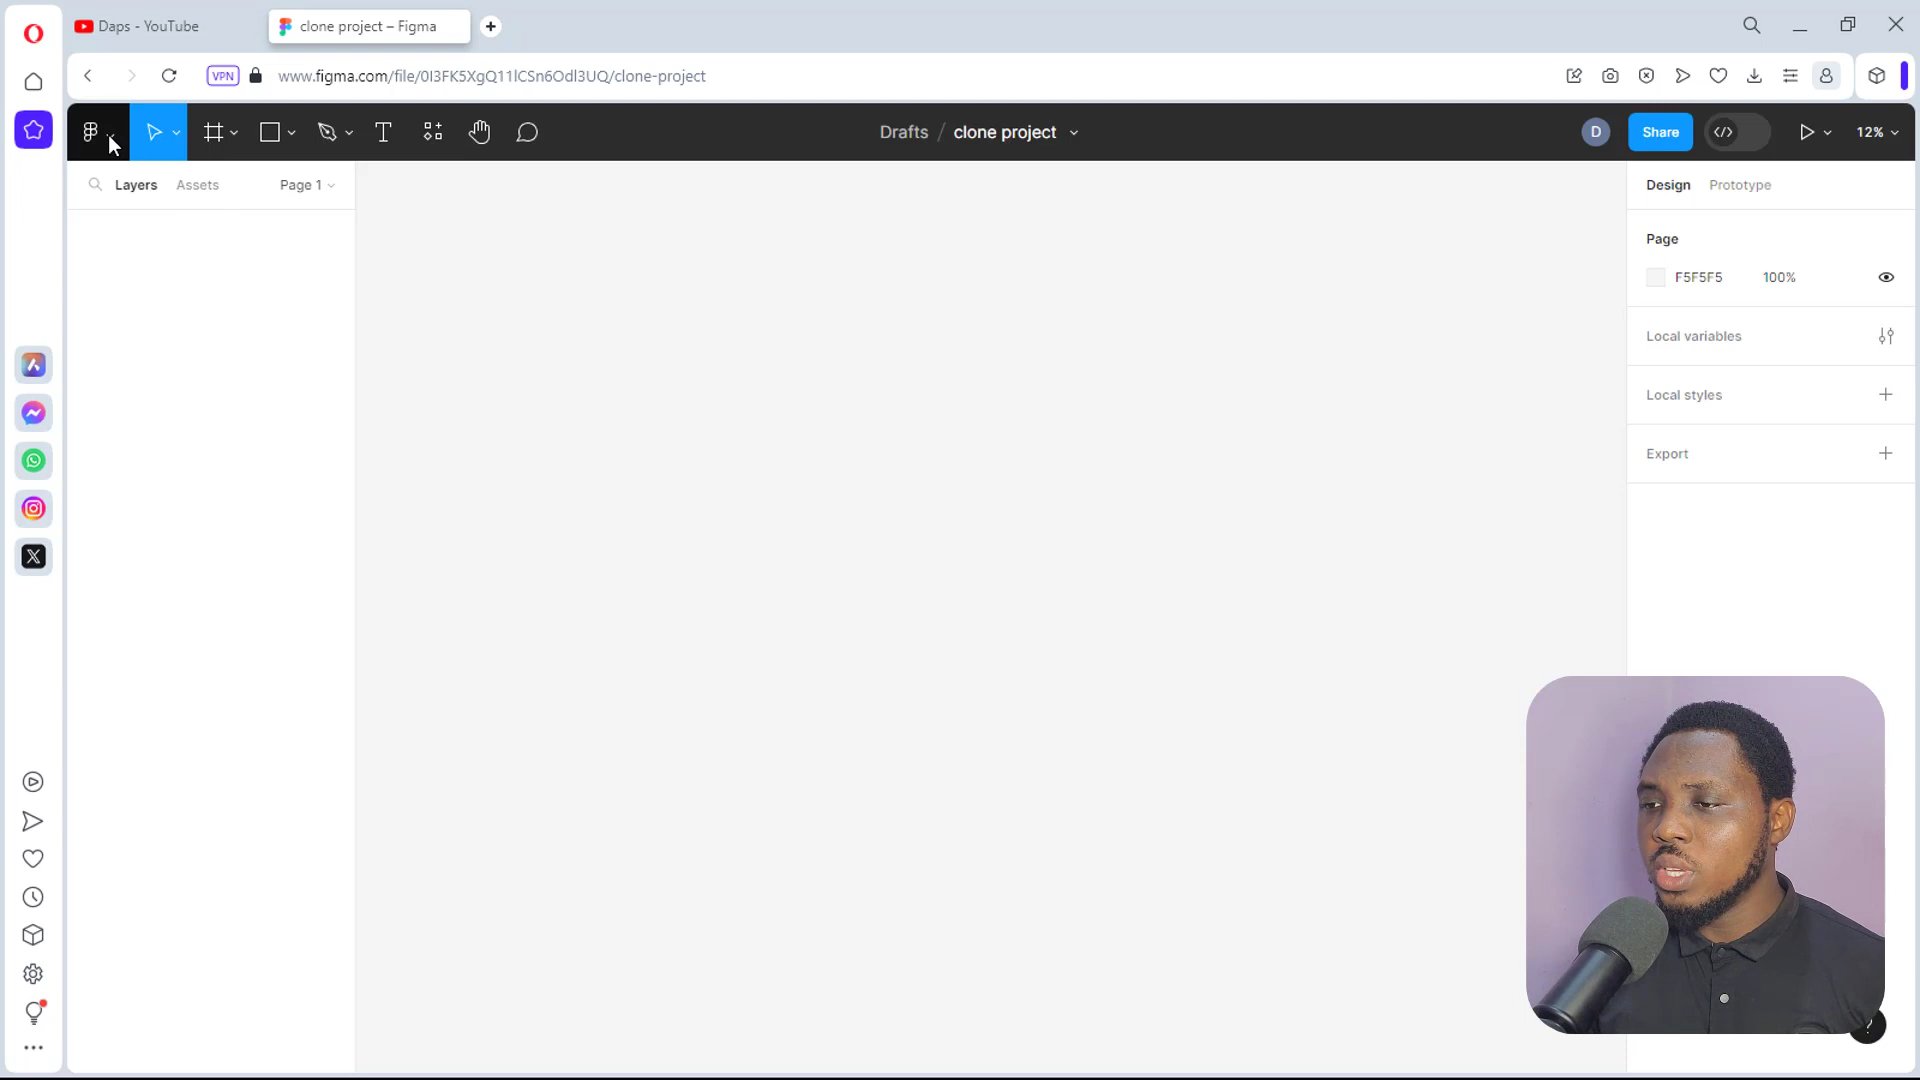 Daps - YouTube
clone project – Figma
VPN
www.figma.com/file/0I3FK5XgQ11lCSn6Odl3UQ/clone-project
Drafts / clone project
D
Share
12%
Layers
Assets
Page 1
Design
Prototype
Page
F5F5F5
100%
Local variables
Local styles
Export
?